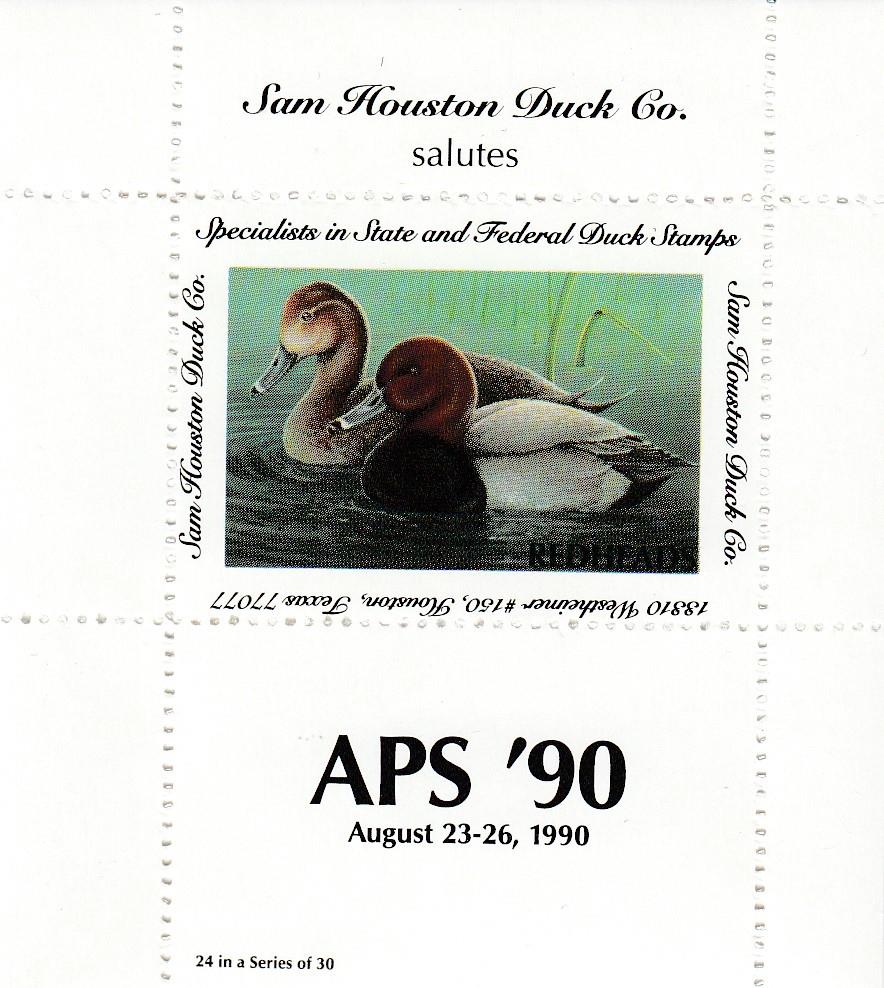 Sam Houston Duck Co.
salutes
Specialists in State and Federal Duck Stamps
Sam Houston Duck Co.
Sam Houston Duck Co.
REDHEADS
13310 Westheimer #150, Houston, Texas 77077
APS '90
August 23-26, 1990
24 in a Series of 30